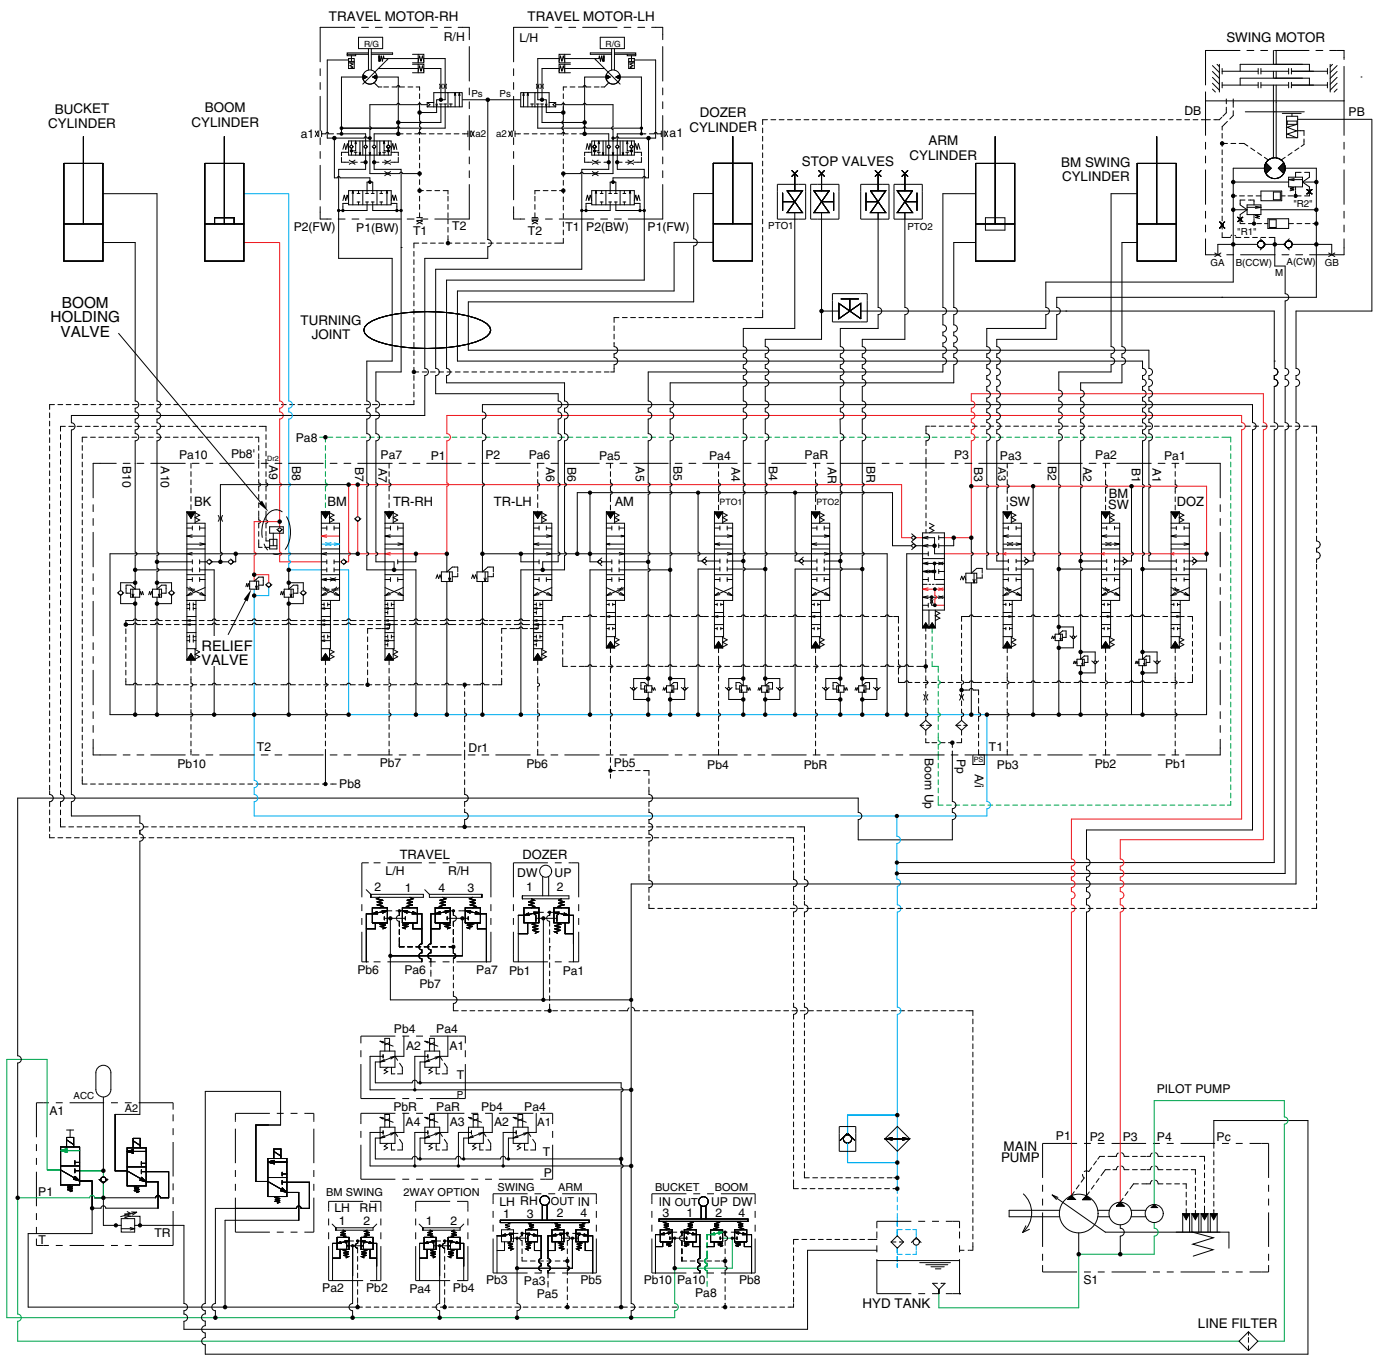 TRAVEL MOTOR-RH
TRAVEL MOTOR-LH
SWING MOTOR
R/H
L/H
R/G
R/G
BUCKET
CYLINDER
BOOM
CYLINDER
DOZER
CYLINDER
ARM
CYLINDER
BM SWING
CYLINDER
STOP VALVES
DB
PB
Ps
Ps
a1
a2
a2
a1
PTO1
PTO2
"R2"
"R1"
P2(FW)
P1(BW)
T1
T2
T2
T1
P2(BW)
P1(FW)
GA
B(CCW)
M
A(CW)
GB
BOOM
HOLDING
VALVE
TURNING
JOINT
Pa8
B10
Pa10
A10
Pb8'
Dr2
A9
B8
B7
Pa7
A7
P1
P2
Pa6
A6
B6
Pa5
A5
B5
Pa4
A4
B4
PaR
AR
BR
P3
B3
Pa3
A3
B2
Pa2
A2
B1
Pa1
A1
BK
BM
TR-RH
TR-LH
AM
PTO1
PTO2
SW
BM
SW
DOZ
RELIEF
VALVE
Pb10
T2
Pb8
Pb7
Dr1
Pb6
Pb5
Pb4
PbR
Boom Up
Pp
PS
A/i
T1
Pb3
Pb2
Pb1
TRAVEL
L/H
R/H
2
1
4
3
DOZER
DW
UP
1
2
Pb6
Pa6
Pb7
Pa7
Pb1
Pa1
Pb4
Pa4
A2
A1
T
P
PbR
PaR
Pb4
Pa4
A4
A3
A2
A1
T
P
ACC
A1
A2
P1
T
TR
BM SWING
LH
RH
1
2
Pa2
Pb2
2WAY OPTION
1
2
Pa4
Pb4
SWING
ARM
LH
RH
OUT
IN
1
3
2
4
Pb3
Pa3
Pa5
Pb5
BUCKET
BOOM
IN
OUT
UP
DW
3
1
2
4
Pb10
Pa10
Pa8
Pb8
HYD TANK
PILOT PUMP
MAIN
PUMP
P1
P2
P3
P4
Pc
S1
LINE FILTER